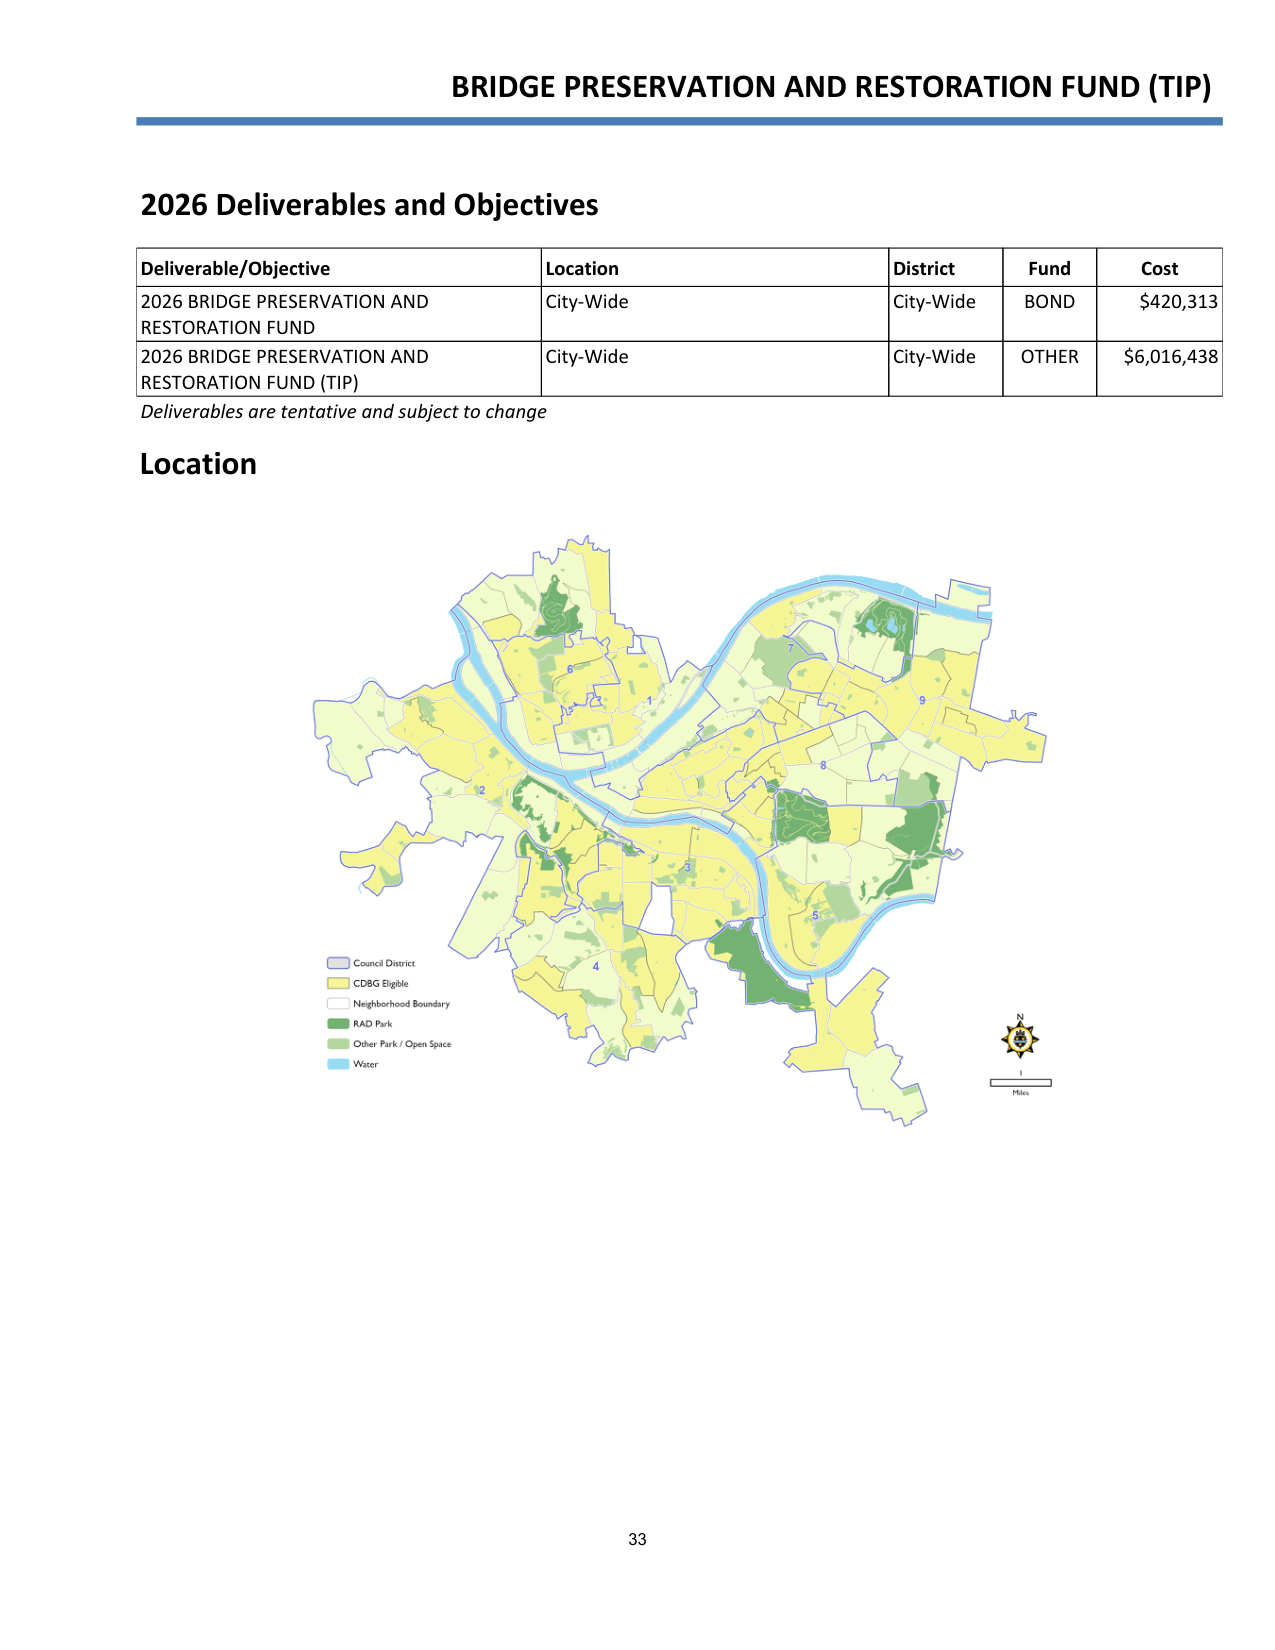 BRIDGE PRESERVATION AND RESTORATION FUND (TIP)
2026 Deliverables and Objectives
Deliverable/Objective Location District Fund Cost
2026 BRIDGE PRESERVATION AND City-Wide City-Wide BOND $420,313
RESTORATION FUND
2026 BRIDGE PRESERVATION AND City-Wide City-Wide OTHER $6,016,438
RESTORATION FUND (TIP)
Deliverables are tentative and subject to change
Location
7
6
1
9
8
2
3
5
4
Council District
CDBG Eligible
Neighborhood Boundary
RAD Park
Other Park / Open Space
Water
N
1
Miles
33